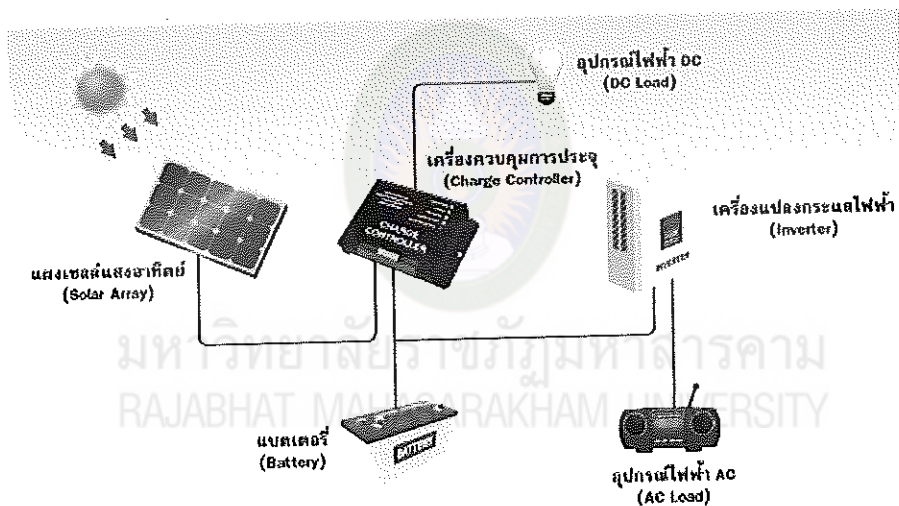 อุปกรณ์ไฟฟ้า DC
(DC Load)
เครื่องควบคุมการประจุ
(Charge Controller)
CHARGE
CONTROLLER
เครื่องแปลงกระแสไฟฟ้า
(Inverter)
INVERTER
แผงเซลล์แสงอาทิตย์
(Solar Array)
มหาวิทยาลัยราชภัฏมหาสารคาม
RAJABHAT MAHASARAKHAM UNIVERSITY
แบตเตอรี่
(Battery)
อุปกรณ์ไฟฟ้า AC
(AC Load)